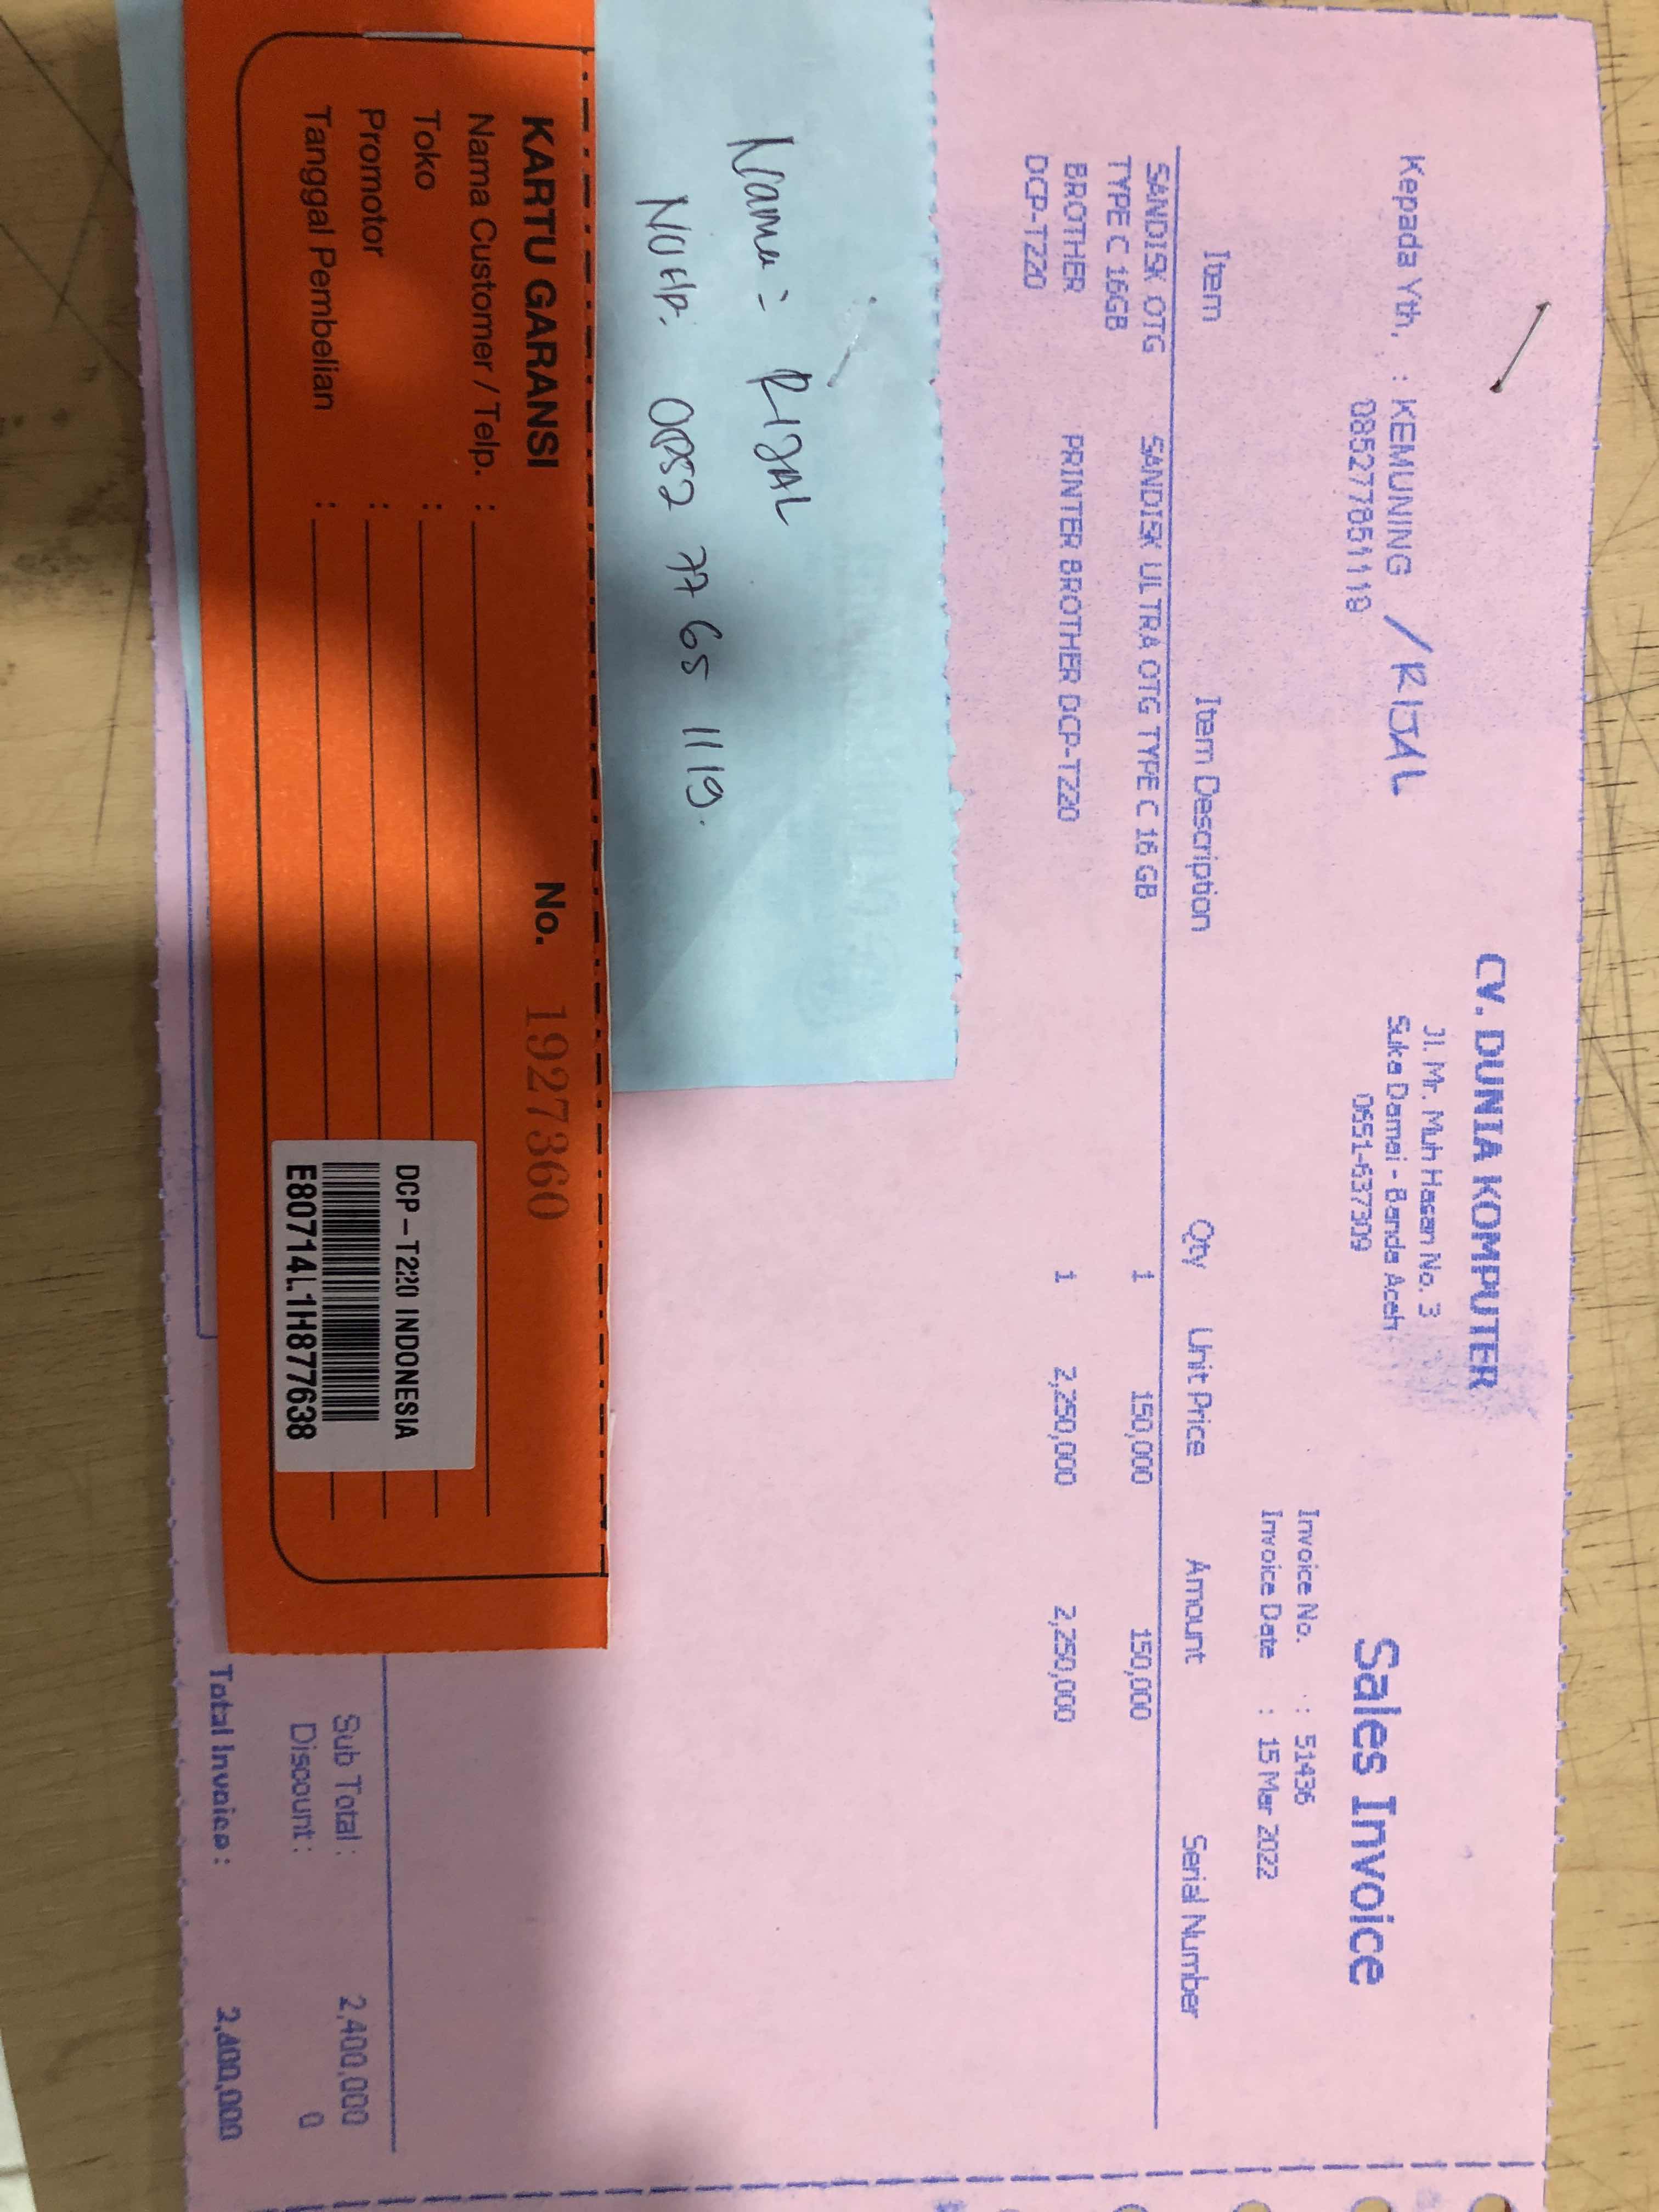 CV. DUNIA KOMPUTER
Jl. Mr. Muh Hasan No. 3
Suka Damai - Banda Aceh
0651-637309
Sales Invoice
Kepada Yth, : KEMUNING / RIJAL
085277651119
Invoice No. : 51436
Invoice Date : 15 Mar 2022
Item Item Description Qty Unit Price Amount Serial Number
SANDISK OTG SANDISK ULTRA OTG TYPE C 16 GB 1 150,000 150,000
TYPE C 16GB
BROTHER PRINTER BROTHER DCP-T220 1 2,250,000 2,250,000
DCP-T220
Nama : RIJAL
No Hp: 0852 77 65 1119.
KARTU GARANSI No. 1927360
Nama Customer / Telp. :
Toko :
Promotor :
Tanggal Pembelian :
DCP-T220 INDONESIA
E80714L1H877638
Sub Total : 2,400,000
Discount : 0
Total Invoice : 2,400,000